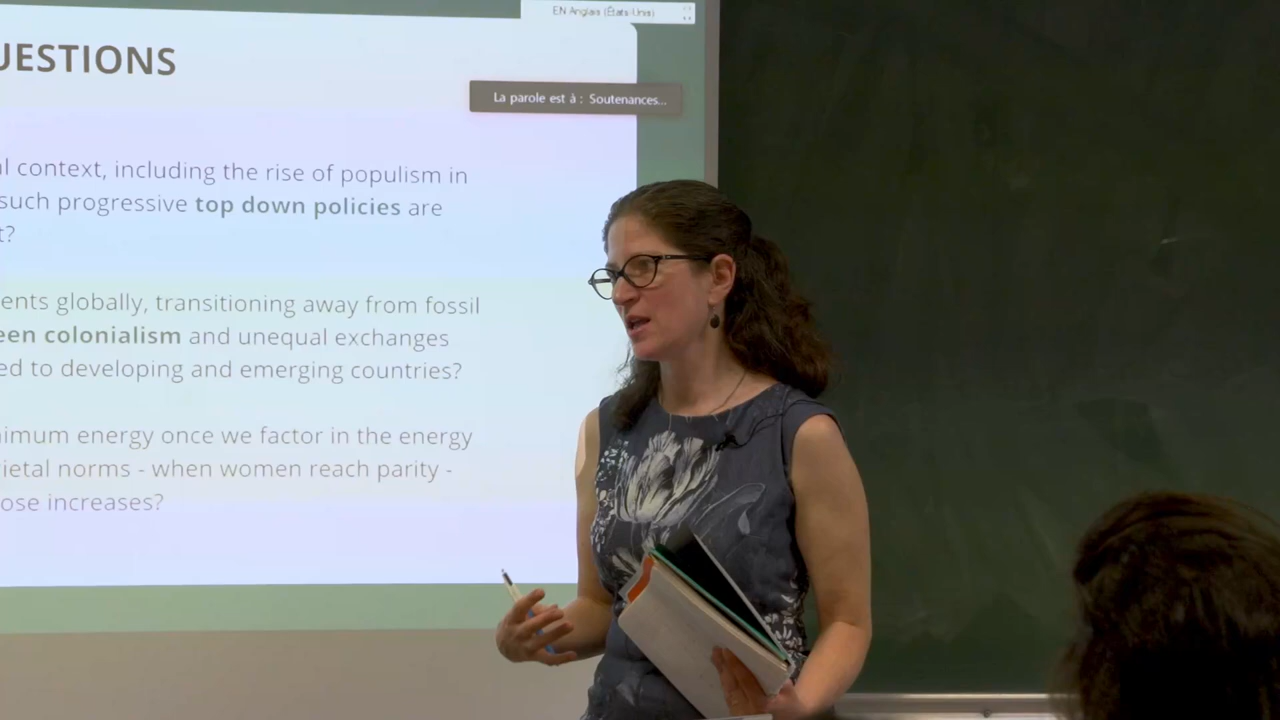 EN Anglais (États-Unis)
UESTIONS
La parole est à : Soutenances...
al context, including the rise of populism in
such progressive top down policies are
t?
ents globally, transitioning away from fossil
een colonialism and unequal exchanges
ed to developing and emerging countries?
nimum energy once we factor in the energy
ietal norms - when women reach parity -
ose increases?